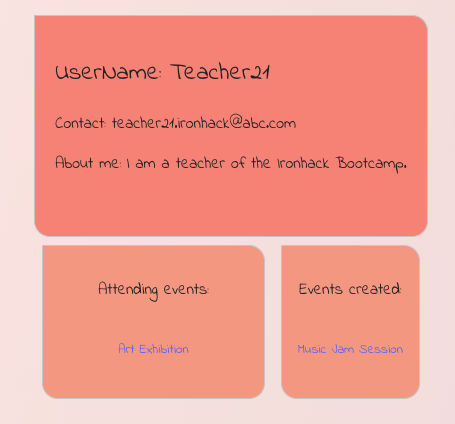 UserName: Teacher21
Contact: teacher21.ironhack@abc.com
About me: I am a teacher of the Ironhack Bootcamp.
Attending events:
Art Exhibition
Events created:
Music Jam Session